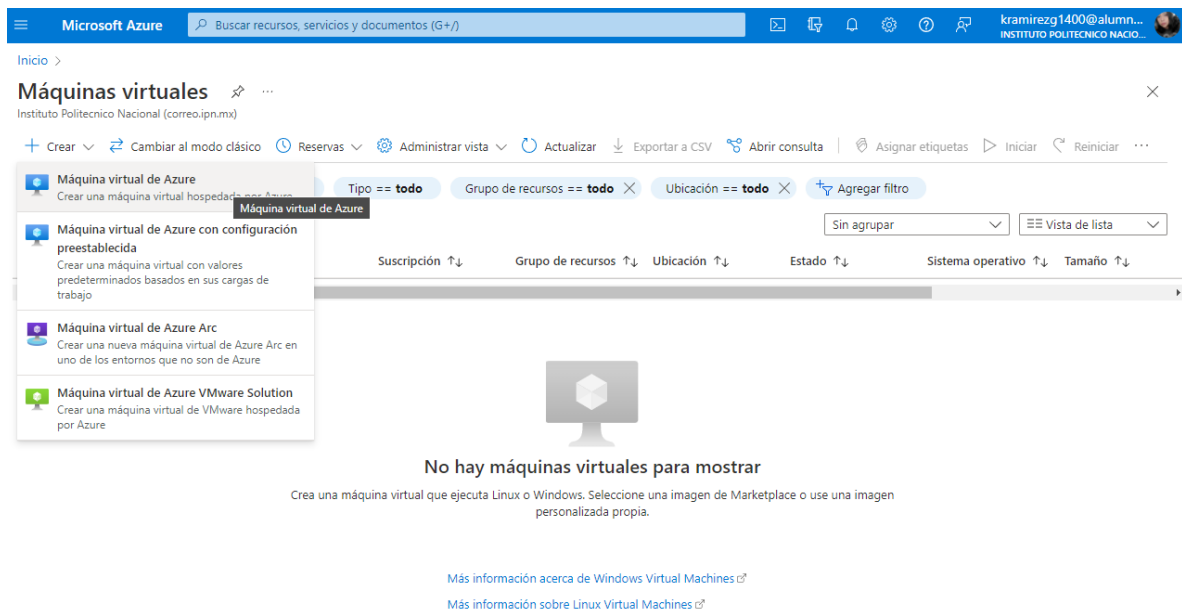 Microsoft Azure
Buscar recursos, servicios y documentos (G+/)
kramirezg1400@alumn...
INSTITUTO POLITECNICO NACIO...
Inicio >
Máquinas virtuales
...
Instituto Politecnico Nacional (correo.ipn.mx)
+ Crear Cambiar al modo clásico Reservas Administrar vista Actualizar Exportar a CSV Abrir consulta Asignar etiquetas Iniciar Reiniciar ...
Máquina virtual de Azure
Crear una máquina virtual hospedada por Azure
Máquina virtual de Azure
Tipo == todo
Grupo de recursos == todo
Ubicación == todo
Agregar filtro
Máquina virtual de Azure con configuración
preestablecida
Crear una máquina virtual con valores
predeterminados basados en sus cargas de
trabajo
Sin agrupar
Vista de lista
Suscripción ↑↓ Grupo de recursos ↑↓ Ubicación ↑↓ Estado ↑↓ Sistema operativo ↑↓ Tamaño ↑↓
Máquina virtual de Azure Arc
Crear una nueva máquina virtual de Azure Arc en
uno de los entornos que no son de Azure
Máquina virtual de Azure VMware Solution
Crear una máquina virtual de VMware hospedada
por Azure
No hay máquinas virtuales para mostrar
Crea una máquina virtual que ejecuta Linux o Windows. Seleccione una imagen de Marketplace o use una imagen
personalizada propia.
Más información acerca de Windows Virtual Machines
Más información sobre Linux Virtual Machines